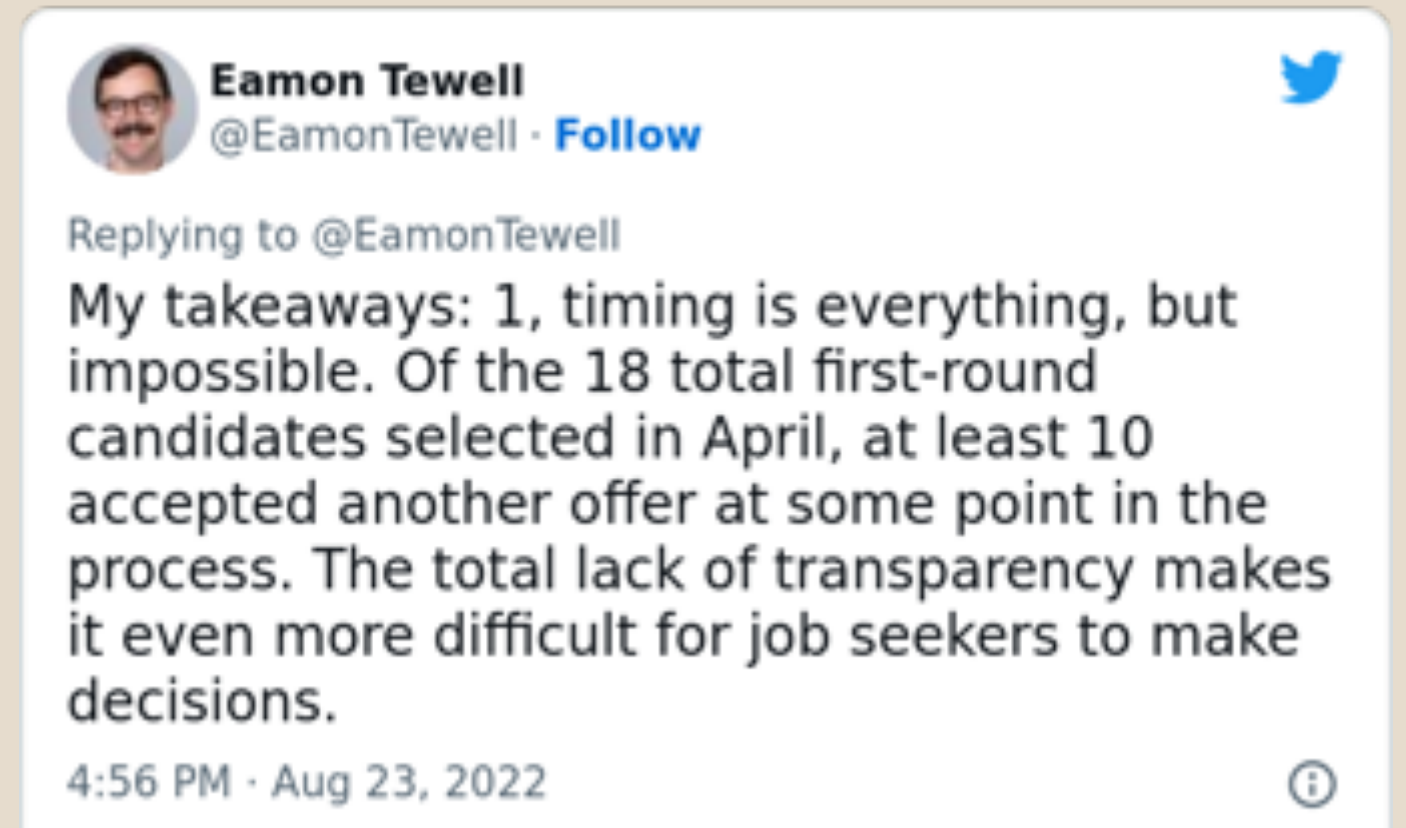 Eamon Tewell
@EamonTewell · Follow
Replying to @EamonTewell
My takeaways: 1, timing is everything, but
impossible. Of the 18 total first-round
candidates selected in April, at least 10
accepted another offer at some point in the
process. The total lack of transparency makes
it even more difficult for job seekers to make
decisions.
4:56 PM · Aug 23, 2022